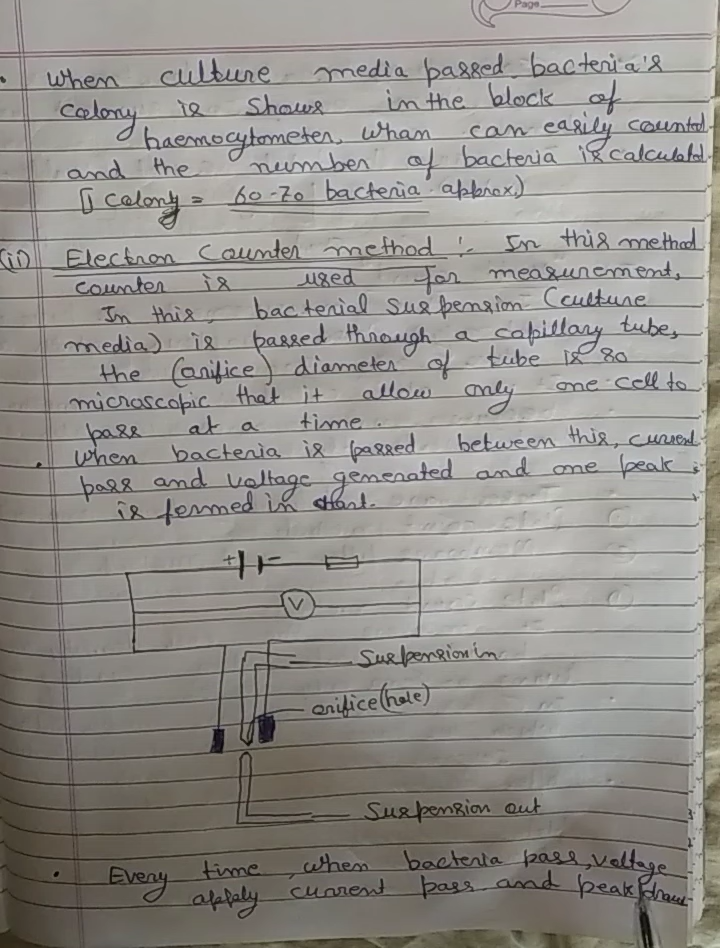 Page
• When culture media passed bacteria's
colony is shows in the block of
haemocytometer, whan can easily counted
and the number of bacteria is calculated
[1 colony = 60-70 bacteria approx.)
(ii) Electron Counter method :- In this method
counter is used for measurement,
In this, bacterial suspension (culture
media) is passed through a capillary tube,
the (orifice) diameter of tube is so
microscopic that it allow only one cell to
pass at a time.
• When bacteria is passed between this, current
pass and voltage generated and one peak
is formed in chart.
+ -
V
Suspension in
orifice (hole)
Suspension out
• Every time, when bacteria pass, voltage
apply current pass and peak draw